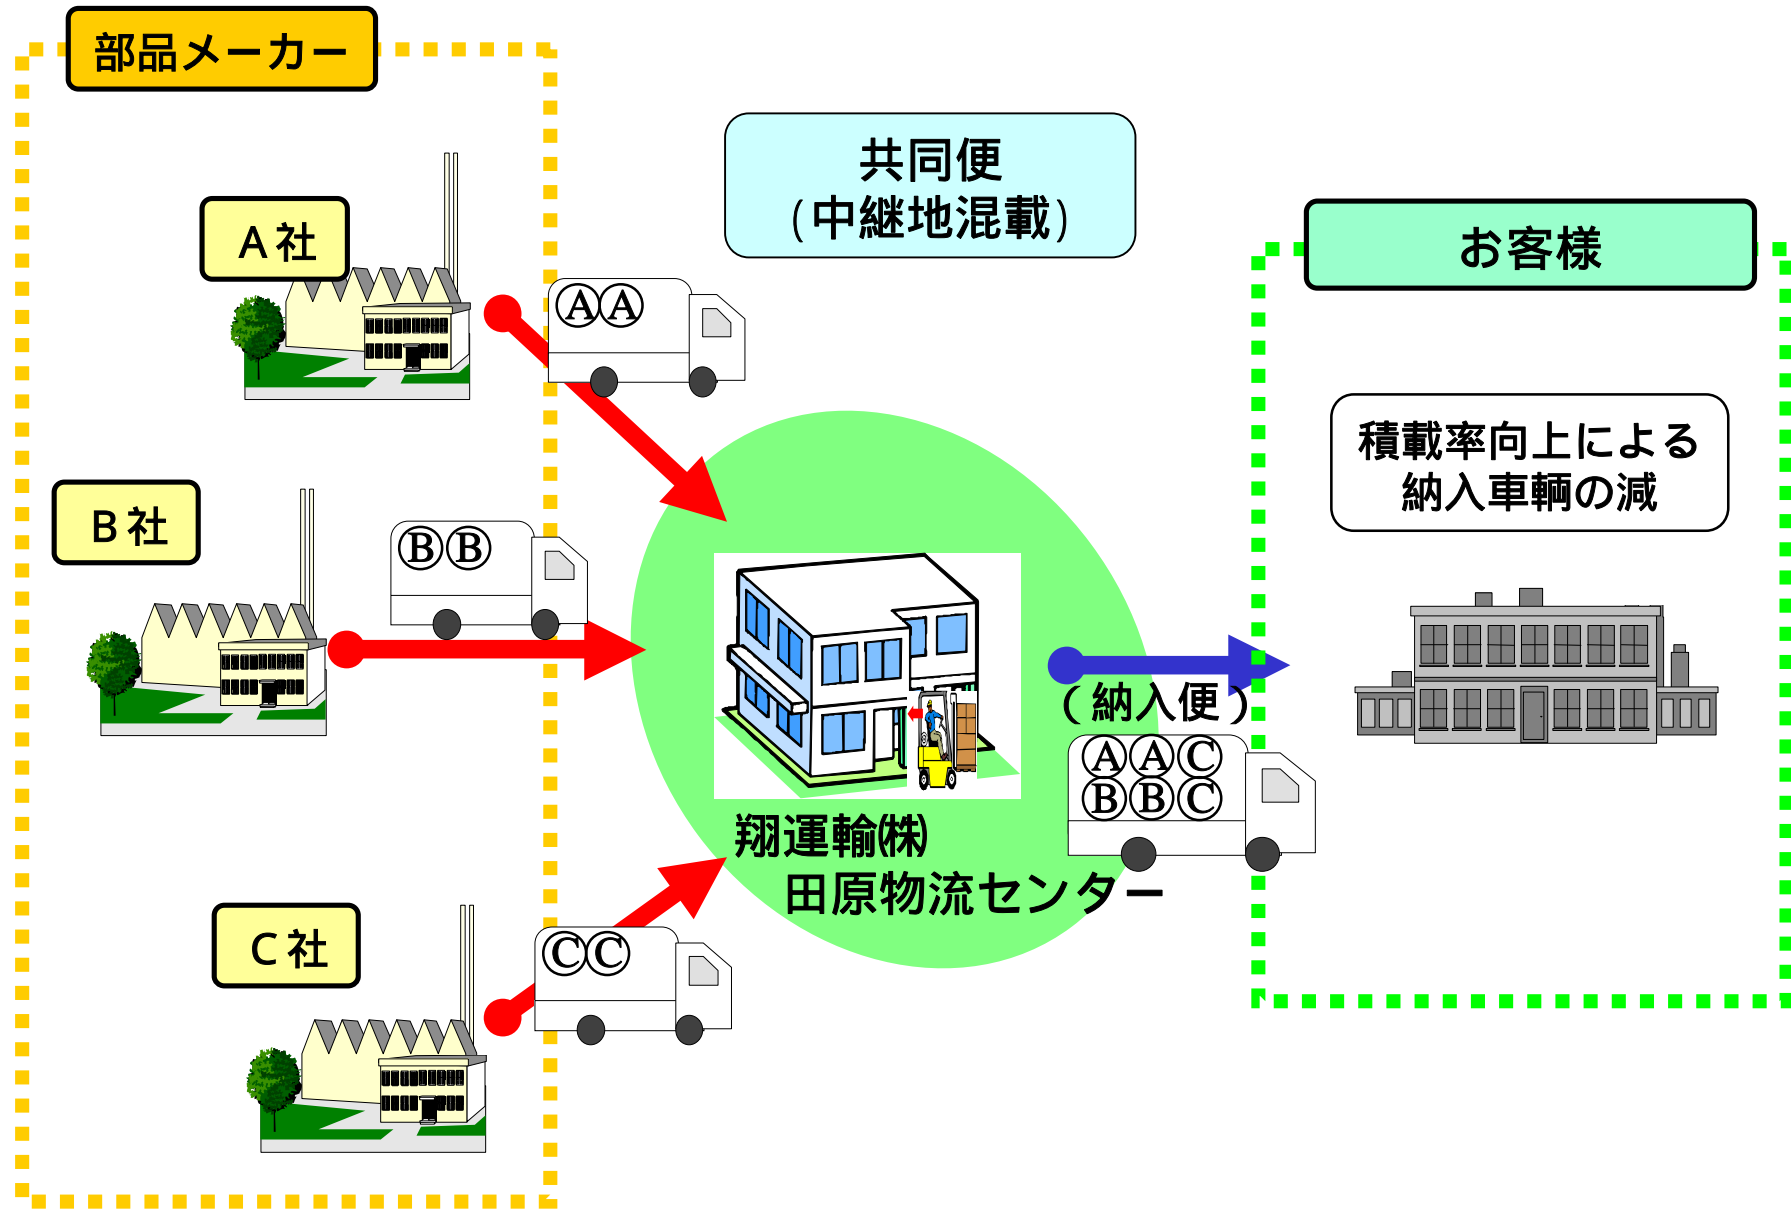 部品メーカー
共同便
(中継地混載)
お客様
A社
AA
積載率向上による
納入車輌の減
B社
BB
(納入便)
AAC
BBC
翔運輸㈱
田原物流センター
C社
CC